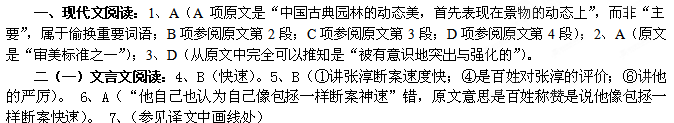 一、现代文阅读：1、A（A 项原文是“中国古典园林的动态美，首先表现在景物的动态上”，而非“主
要”，属于偷换重要词语；B项参阅原文第2段；C项参阅原文第3段；D项参阅原文第4段）；2、A（原文
是“审美标准之一”）；3、D（从原文中完全可以推知是“被有意识地突出与强化的”）。
二（一）文言文阅读：4、B（快速）。5、B（①讲张淳断案速度快；④是百姓对张淳的评价；⑥讲他
的严厉）。 6、A（“他自己也认为自己像包拯一样断案神速”错，原文意思是百姓称赞是说他像包拯一
样断案快速）。 7、（参见译文中画线处）